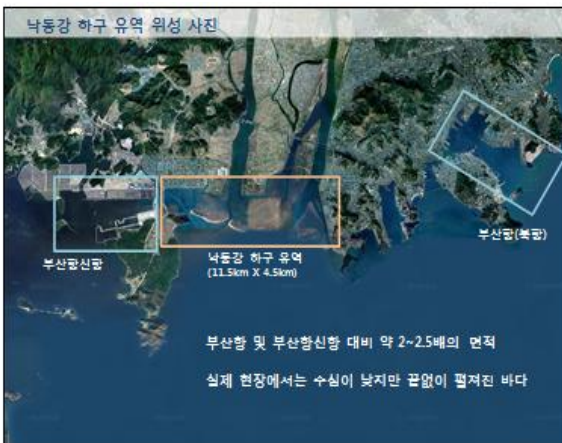 낙동강 하구 유역 위성 사진
부산항신항
낙동강 하구 유역
(11.5km X 4.5km)
부산항(북항)
부산항 및 부산항신항 대비 약 2~2.5배의 면적
실제 현장에서는 수심이 낮지만 끝없이 펼쳐진 바다